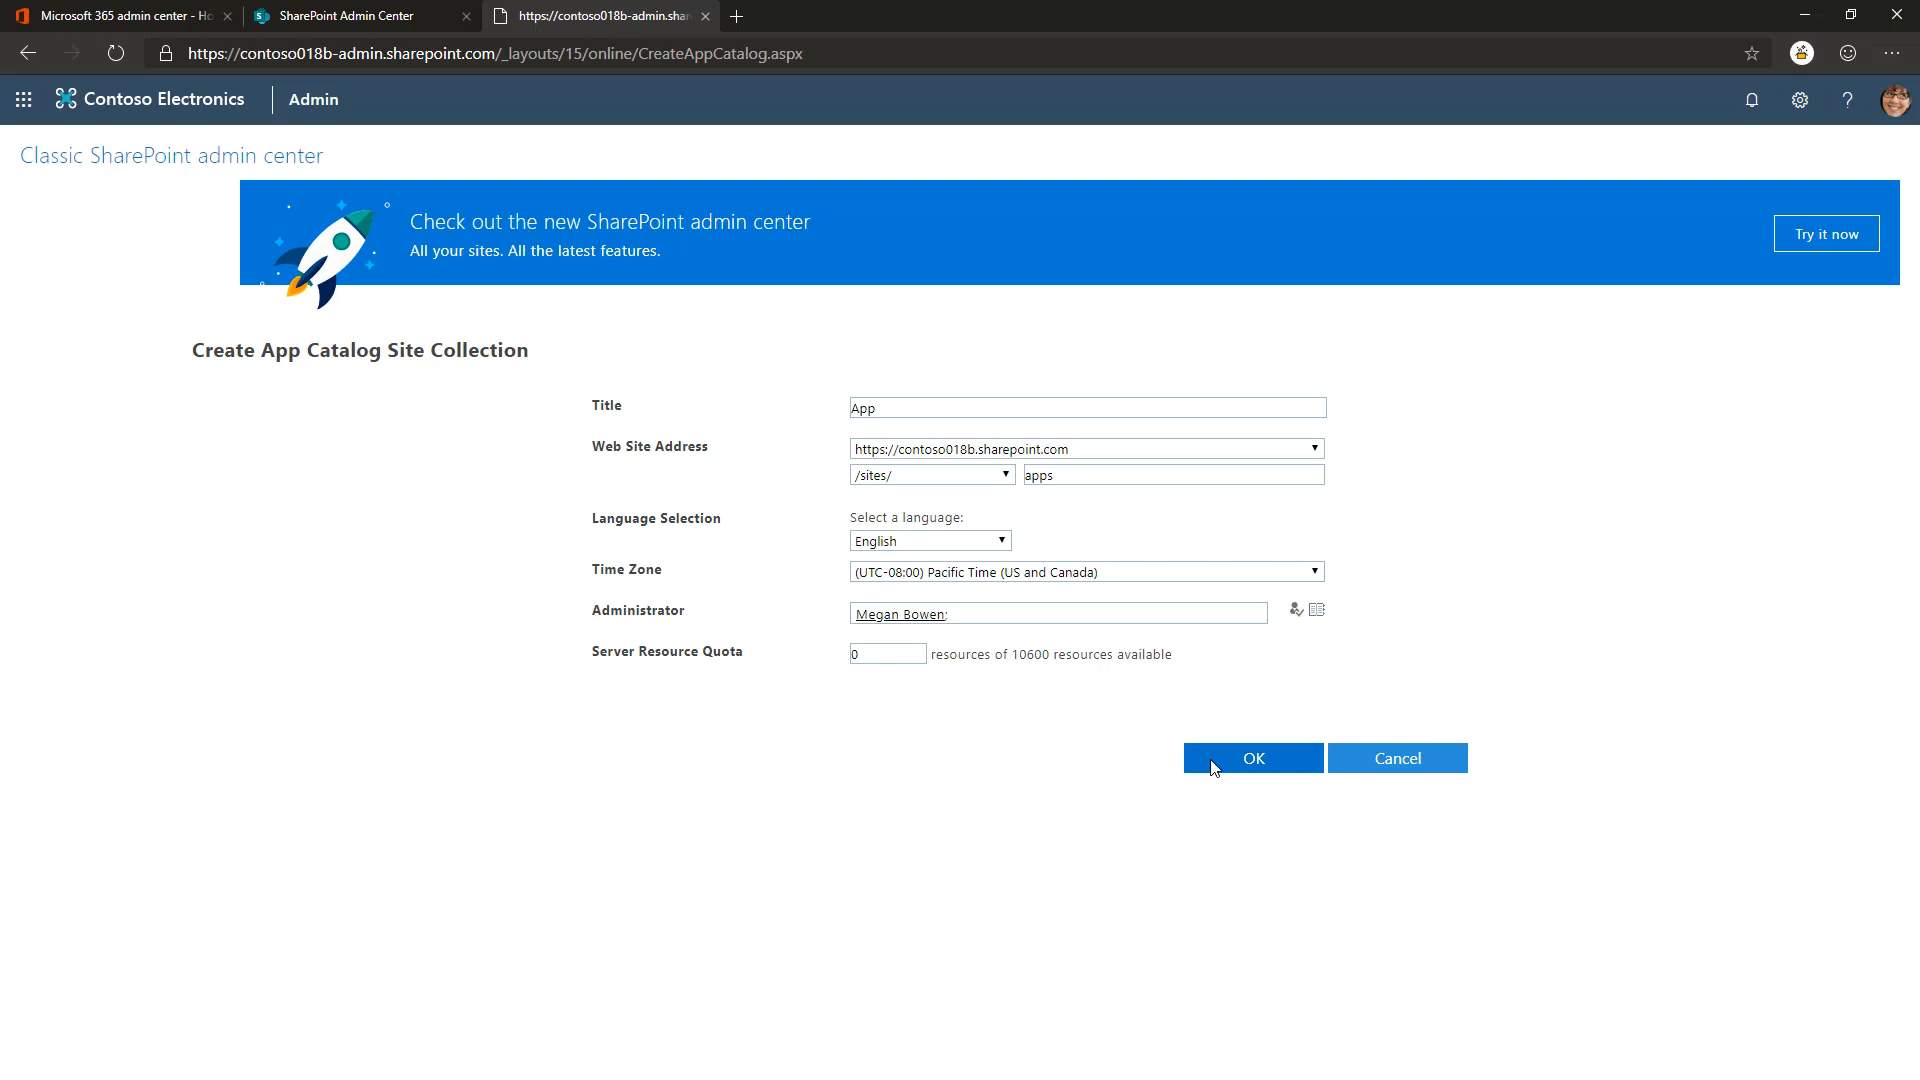 Microsoft 365 admin center - Ho
SharePoint Admin Center
https://contoso018b-admin.shar
https://contoso018b-admin.sharepoint.com/_layouts/15/online/CreateAppCatalog.aspx
Contoso Electronics
Admin
Classic SharePoint admin center
Check out the new SharePoint admin center
All your sites. All the latest features.
Try it now
Create App Catalog Site Collection
Title
App
Web Site Address
https://contoso018b.sharepoint.com
/sites/
apps
Language Selection
Select a language:
English
Time Zone
(UTC-08:00) Pacific Time (US and Canada)
Administrator
Megan Bowen;
Server Resource Quota
0
resources of 10600 resources available
OK
Cancel